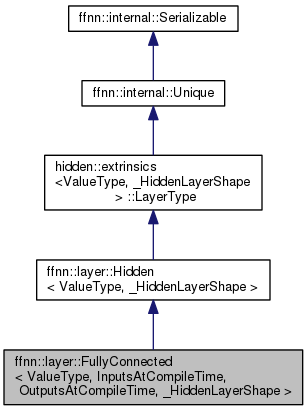 ffnn::internal::Serializable
ffnn::internal::Unique
hidden::extrinsics
<ValueType, _HiddenLayerShape
> ::LayerType
ffnn::layer::Hidden
< ValueType, _HiddenLayerShape >
ffnn::layer::FullyConnected
< ValueType, InputsAtCompileTime,
OutputsAtCompileTime, _HiddenLayerShape >